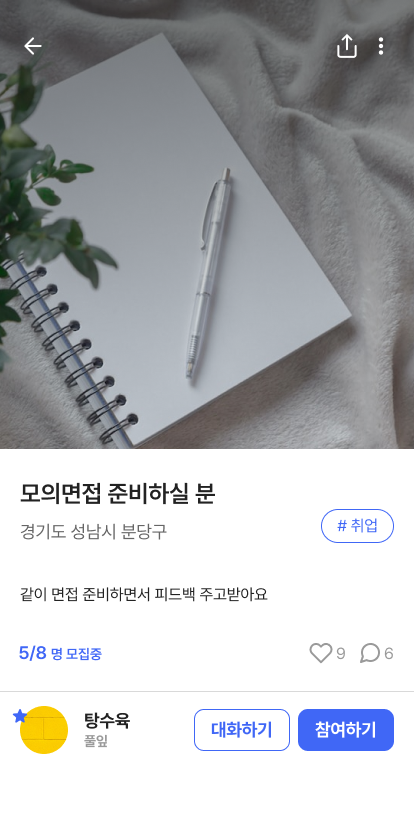 모의면접 준비하실 분
경기도 성남시 분당구
# 취업
같이 면접 준비하면서 피드백 주고받아요
5/8 명 모집중
9
6
탕수육
풀잎
대화하기
참여하기